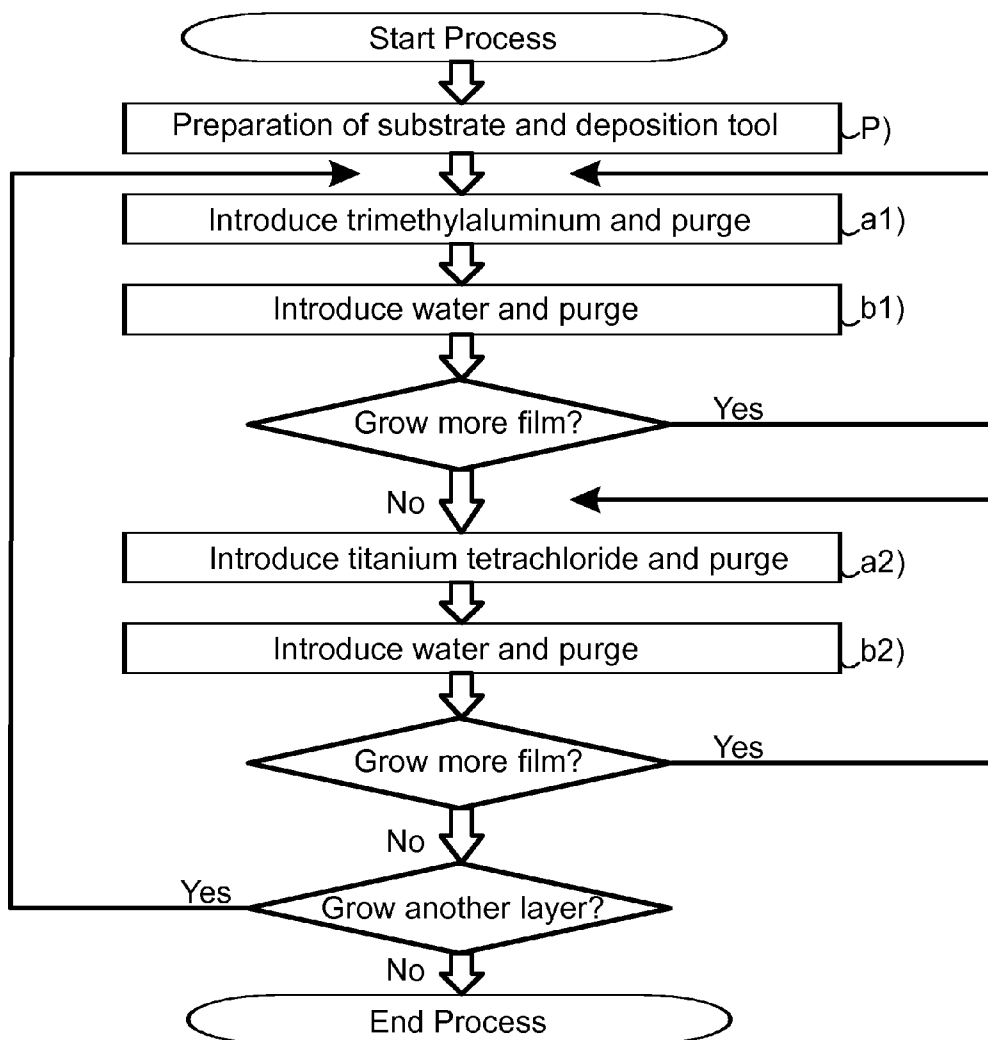 Start Process
Preparation of substrate and deposition tool
P)
Introduce trimethylaluminum and purge
a1)
Introduce water and purge
b1)
Grow more film?
Yes
No
Introduce titanium tetrachloride and purge
a2)
Introduce water and purge
b2)
Grow more film?
Yes
No
Yes
Grow another layer?
No
End Process